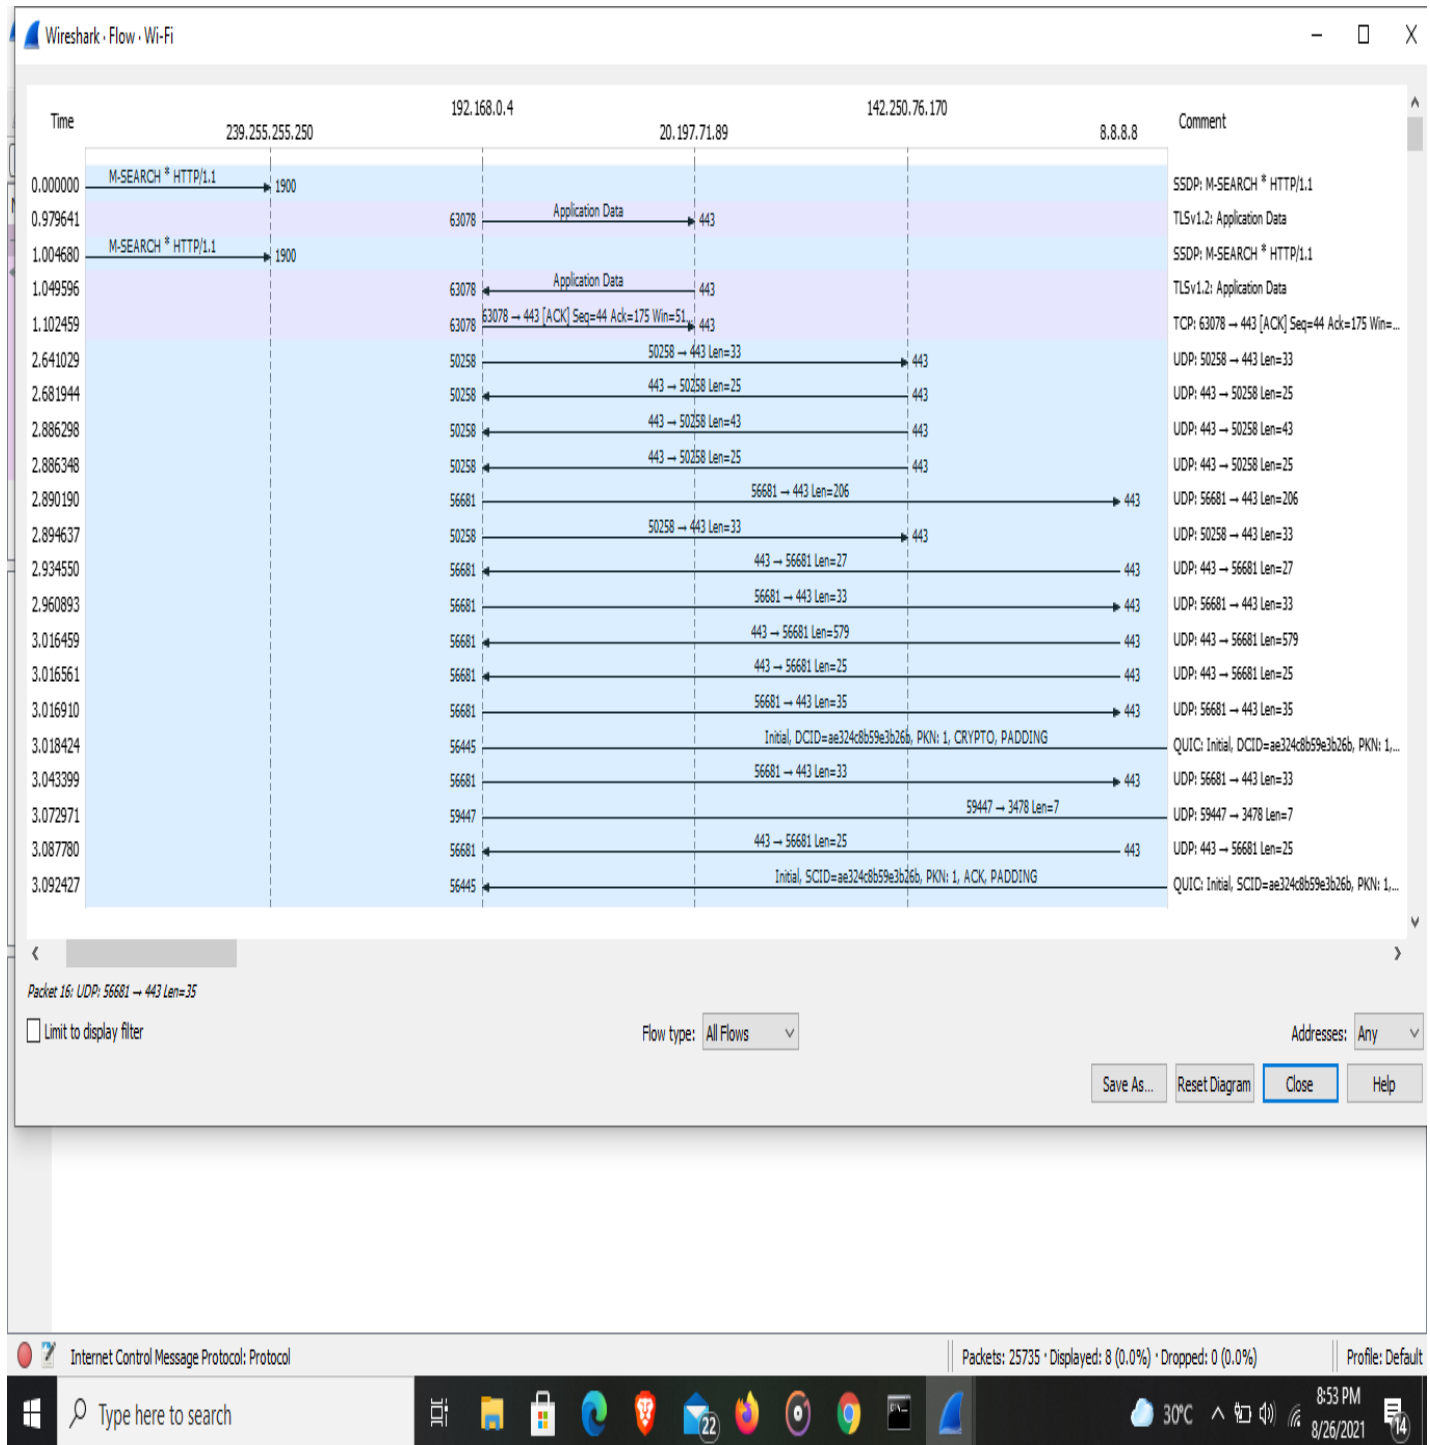 Wireshark · Flow · Wi-Fi
192.168.0.4 142.250.76.170
Time 239.255.255.250 20.197.71.89 8.8.8.8 Comment
0.000000 M-SEARCH * HTTP/1.1 1900 SSDP: M-SEARCH * HTTP/1.1
0.979641 63078 Application Data 443 TLSv1.2: Application Data
1.004680 M-SEARCH * HTTP/1.1 1900 SSDP: M-SEARCH * HTTP/1.1
1.049596 63078 Application Data 443 TLSv1.2: Application Data
1.102459 63078 63078 → 443 [ACK] Seq=44 Ack=175 Win=51... 443 TCP: 63078 → 443 [ACK] Seq=44 Ack=175 Win=...
2.641029 50258 50258 → 443 Len=33 443 UDP: 50258 → 443 Len=33
2.681944 50258 443 → 50258 Len=25 443 UDP: 443 → 50258 Len=25
2.886298 50258 443 → 50258 Len=43 443 UDP: 443 → 50258 Len=43
2.886348 50258 443 → 50258 Len=25 443 UDP: 443 → 50258 Len=25
2.890190 56681 56681 → 443 Len=206 443 UDP: 56681 → 443 Len=206
2.894637 50258 50258 → 443 Len=33 443 UDP: 50258 → 443 Len=33
2.934550 56681 443 → 56681 Len=27 443 UDP: 443 → 56681 Len=27
2.960893 56681 56681 → 443 Len=33 443 UDP: 56681 → 443 Len=33
3.016459 56681 443 → 56681 Len=579 443 UDP: 443 → 56681 Len=579
3.016561 56681 443 → 56681 Len=25 443 UDP: 443 → 56681 Len=25
3.016910 56681 56681 → 443 Len=35 443 UDP: 56681 → 443 Len=35
3.018424 56445 Initial, DCID=ae324c8b59e3b26b, PKN: 1, CRYPTO, PADDING QUIC: Initial, DCID=ae324c8b59e3b26b, PKN: 1,...
3.043399 56681 56681 → 443 Len=33 443 UDP: 56681 → 443 Len=33
3.072971 59447 59447 → 3478 Len=7 UDP: 59447 → 3478 Len=7
3.087780 56681 443 → 56681 Len=25 443 UDP: 443 → 56681 Len=25
3.092427 56445 Initial, SCID=ae324c8b59e3b26b, PKN: 1, ACK, PADDING QUIC: Initial, SCID=ae324c8b59e3b26b, PKN: 1,...
Packet 16: UDP: 56681 → 443 Len=35
Limit to display filter Flow type: All Flows Addresses: Any
Save As... Reset Diagram Close Help
Internet Control Message Protocol: Protocol Packets: 25735 · Displayed: 8 (0.0%) · Dropped: 0 (0.0%) Profile: Default
Type here to search 22 30°C 8:53 PM
8/26/2021 14